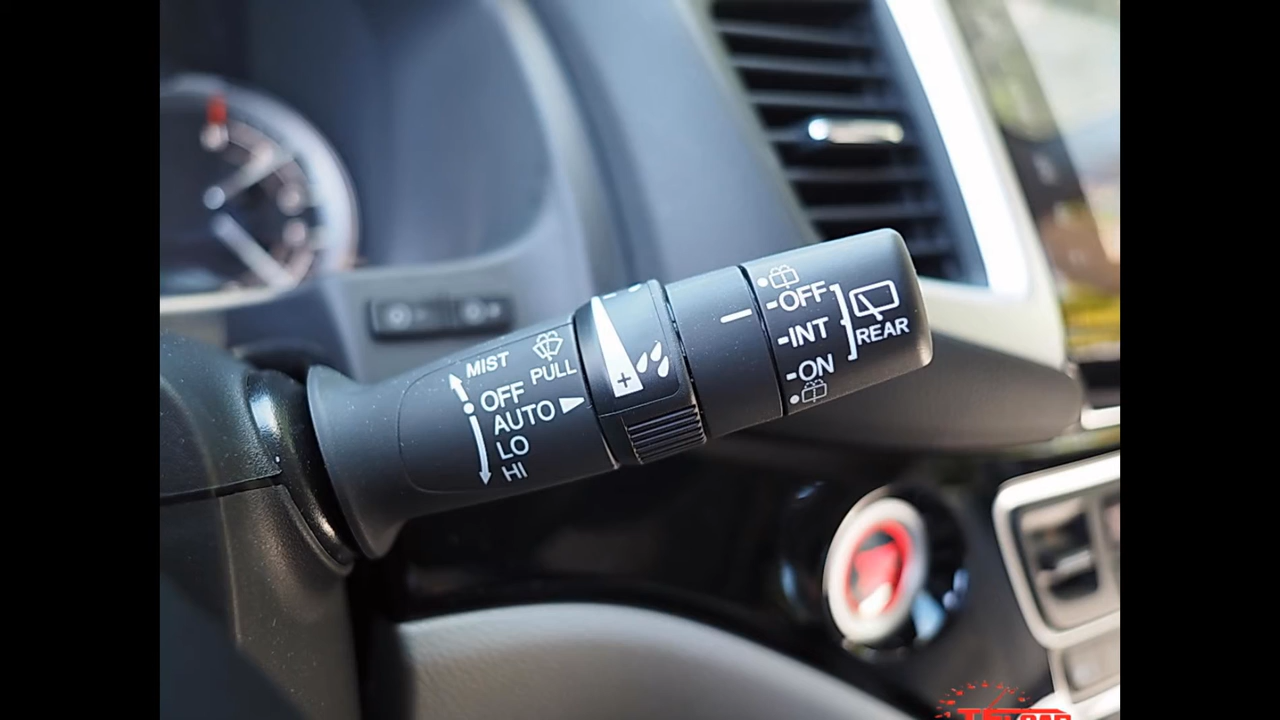 MIST
PULL
OFF
AUTO
LO
HI
-OFF
-INT
-ON
REAR